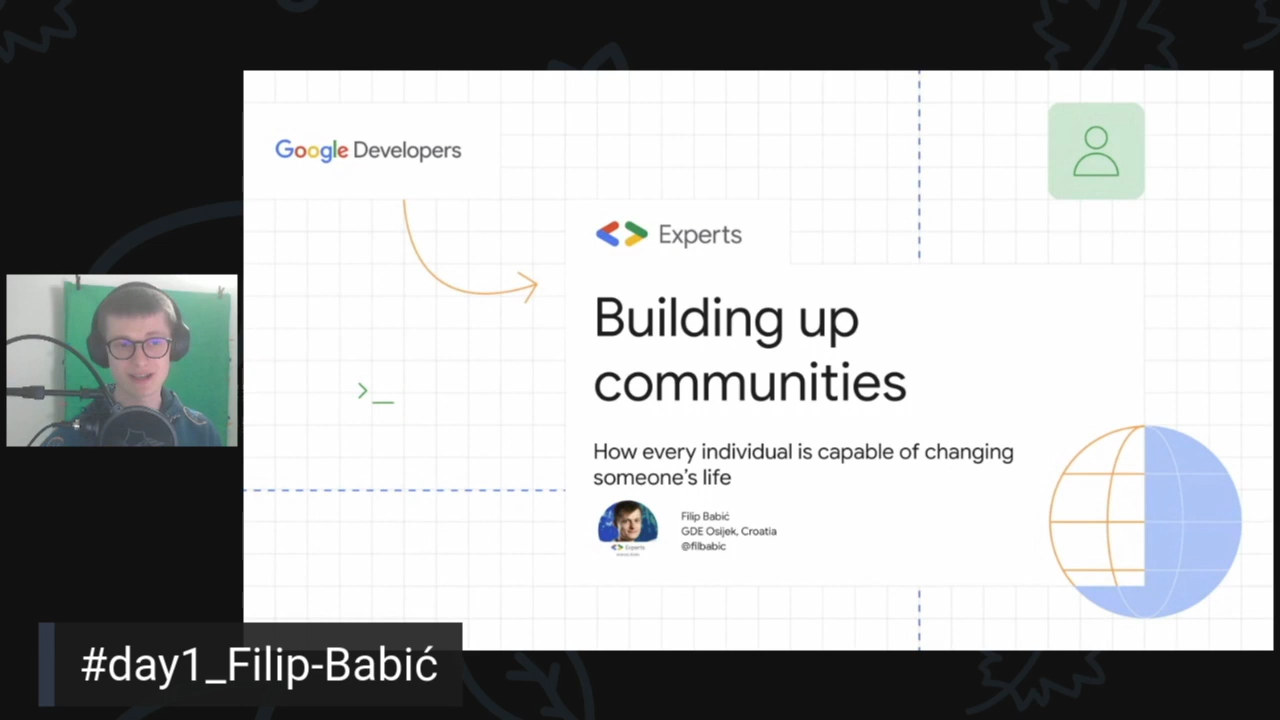 Google Developers
Experts
Building up
communities
How every individual is capable of changing
someone's life
Filip Babić
GDE Osijek, Croatia
@filbabic
Experts
#day1_Filip-Babić